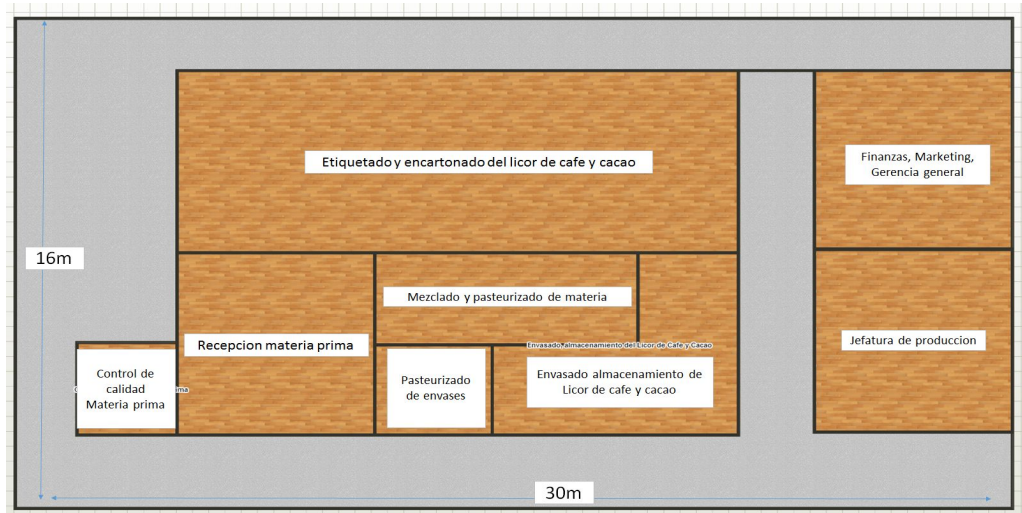 Etiquetado y encartonado del licor de cafe y cacao
Finanzas, Marketing,
Gerencia general
16m
Mezclado y pasteurizado de materia
Recepcion materia prima
Envasado, almacenamiento del Licor de Cafe y Cacao
Jefatura de produccion
Control de
calidad
Materia prima
Pasteurizado
de envases
Envasado almacenamiento de
Licor de cafe y cacao
30m